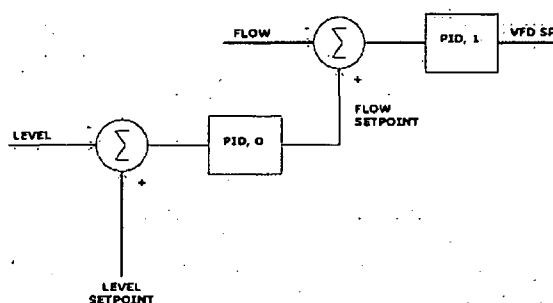 FLOW
Σ
PID, 1
VFD SP
FLOW
SETPOINT
LEVEL
Σ
PID, 0
LEVEL
SETPOINT